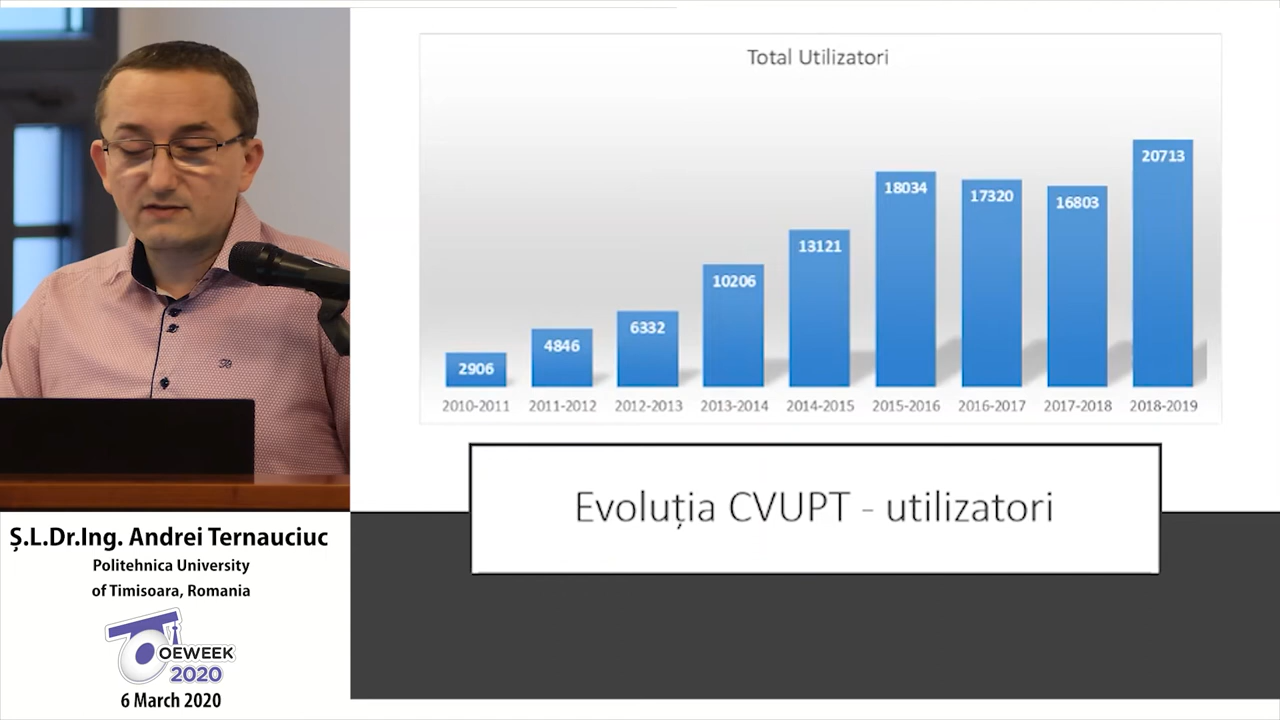 Total Utilizatori
2906
4846
6332
10206
13121
18034
17320
16803
20713
2010-2011 2011-2012 2012-2013 2013-2014 2014-2015 2015-2016 2016-2017 2017-2018 2018-2019
Evoluția CVUPT - utilizatori
Ș.L.Dr.Ing. Andrei Ternauciuc
Politehnica University
of Timisoara, Romania
OEWEEK
2020
6 March 2020